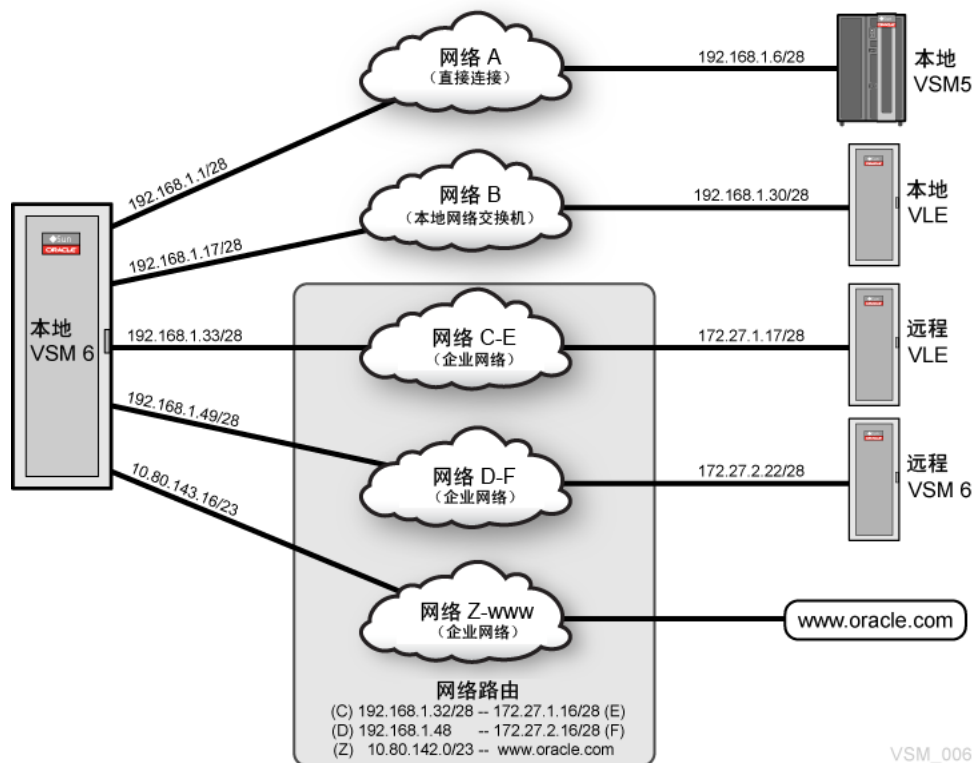 网络 A
（直接连接）
192.168.1.1/28
192.168.1.6/28
本地
VSM5
网络 B
（本地网络交换机）
192.168.1.17/28
192.168.1.30/28
本地
VLE
Sun
ORACLE
本地
VSM 6
网络 C-E
（企业网络）
192.168.1.33/28
172.27.1.17/28
远程
VLE
网络 D-F
（企业网络）
192.168.1.49/28
172.27.2.22/28
远程
VSM 6
10.80.143.16/23
网络 Z-www
（企业网络）
www.oracle.com
网络路由
(C) 192.168.1.32/28 -- 172.27.1.16/28 (E)
(D) 192.168.1.48 -- 172.27.2.16/28 (F)
(Z) 10.80.142.0/23 -- www.oracle.com
VSM_006